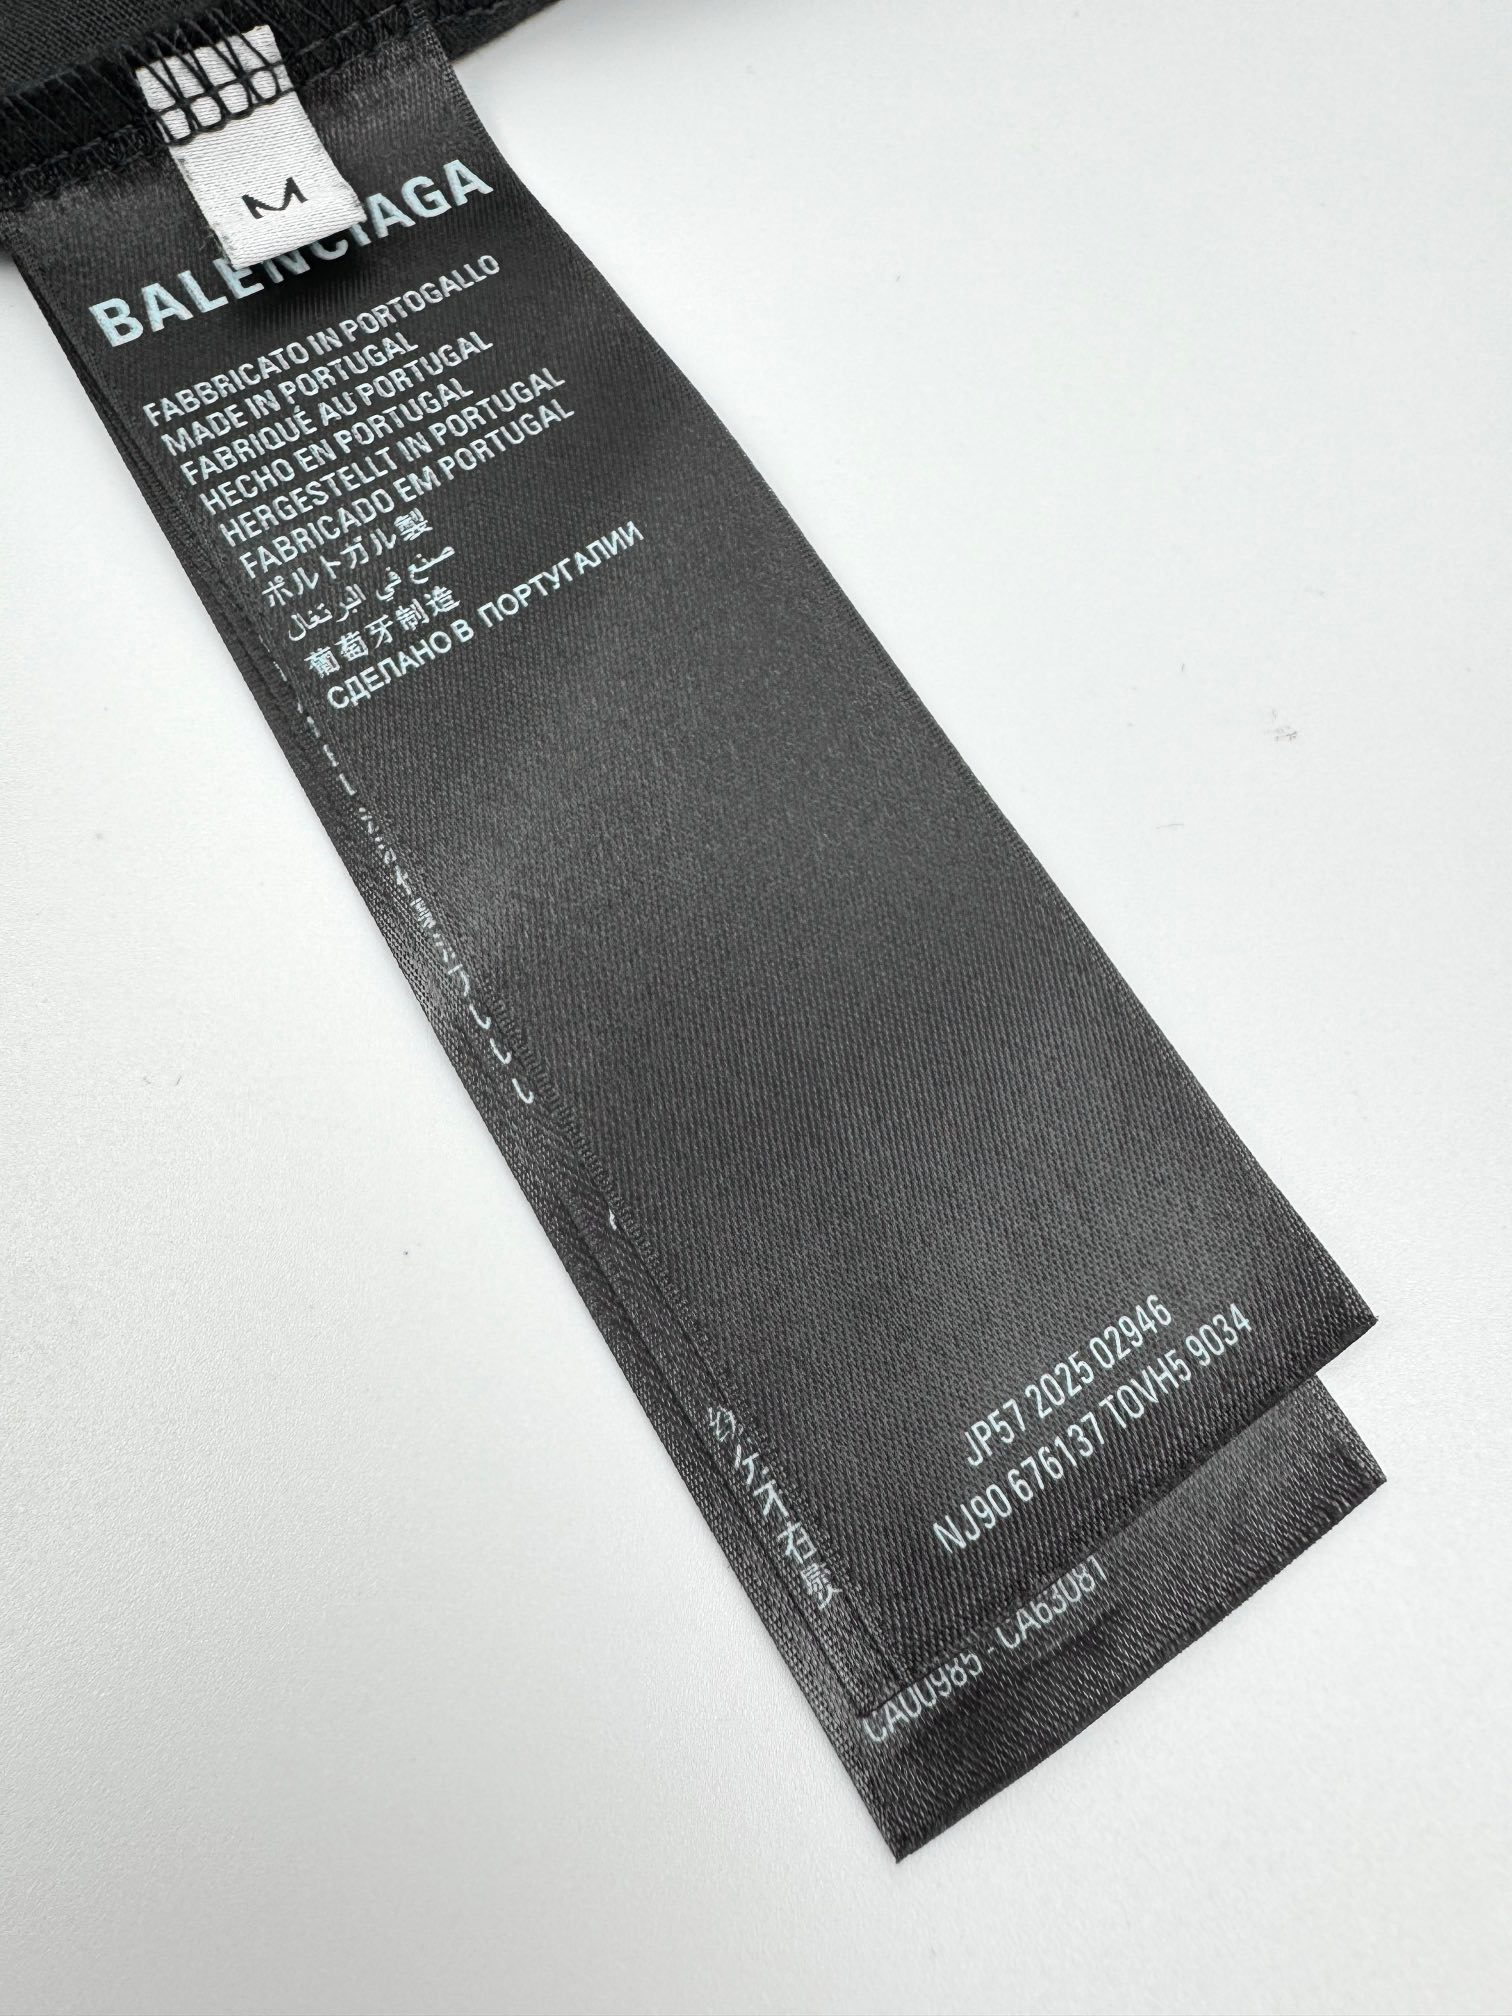 M
BALENCIAGA
FABBRICATO IN PORTOGALLO
MADE IN PORTUGAL
FABRIQUÉ AU PORTUGAL
HECHO EN PORTUGAL
HERGESTELLT IN PORTUGAL
FABRICADO EM PORTUGAL
ポルトガル製
صنع في البرتغال
葡萄牙制造
СДЕЛАНО В ПОРТУГАЛИИ
JP57 2025 02946
NJ90 676137 TOVH5 9034
CA00985 - CA63081